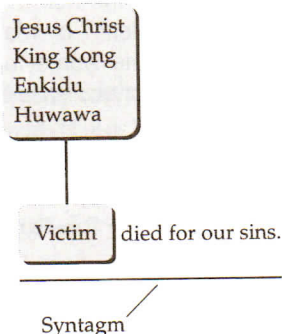 Jesus Christ
King Kong
Enkidu
Huwawa
Victim died for our sins.
Syntagm